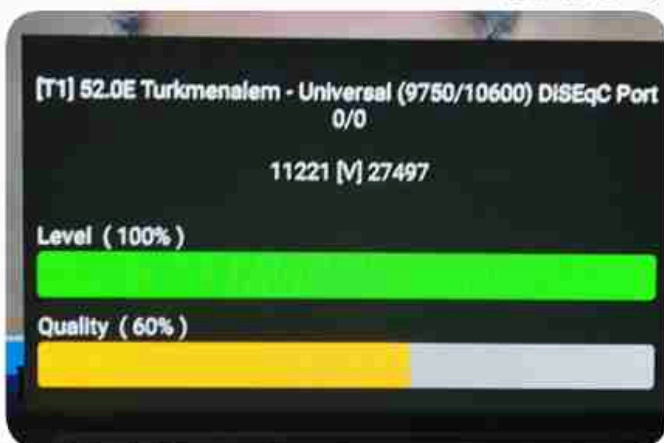 [T1] 52.0E Turkmenalem - Universal (9750/10600) DiSEqC Port
0/0
11221 [V] 27497
Level ( 100% )
Quality ( 60% )